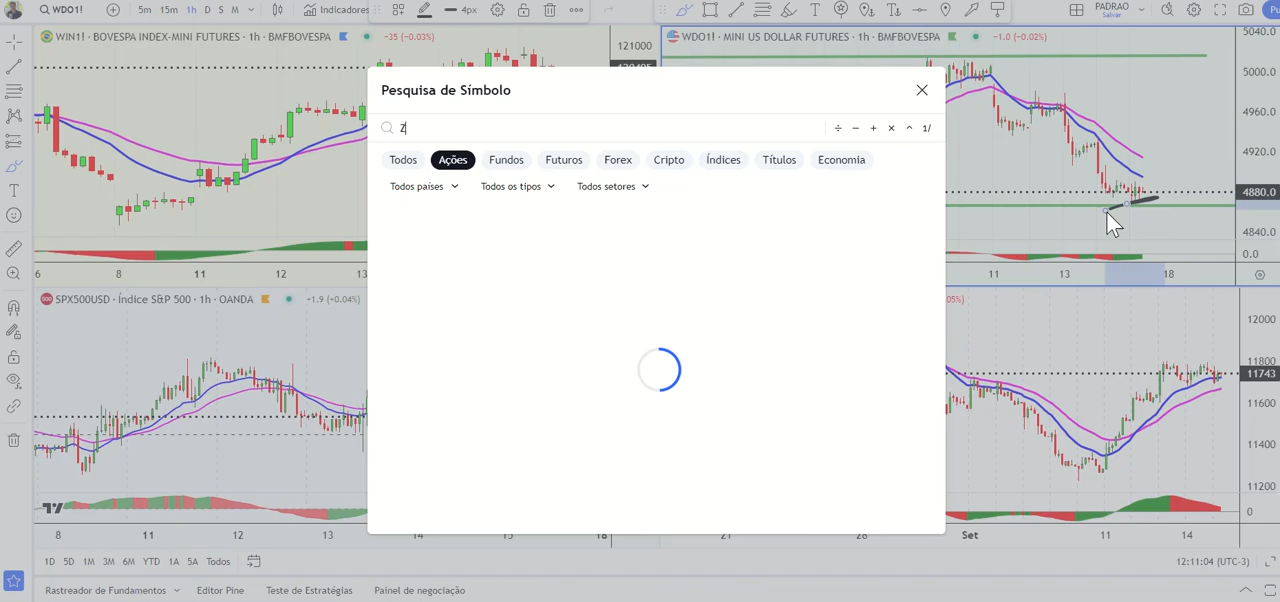 WDO1! 5m 15m 1h D S M Indicadores 4px PADRAO Salvar Pu
WIN1! · BOVESPA INDEX-MINI FUTURES · 1h · BMFBOVESPA −35 (−0.03%)
121000
WDO1! · MINI US DOLLAR FUTURES · 1h · BMFBOVESPA −1.0 (−0.02%)
5040.0
5000.0
4960.0
4920.0
4880.0
4840.0
0.0
Pesquisa de Símbolo
Z
÷ − + × ^ 1/
Todos Ações Fundos Futuros Forex Cripto Índices Títulos Economia
Todos países Todos os tipos Todos setores
6 8 11 12 13
11 13 18
SPX500USD · Índice S&P 500 · 1h · OANDA −1.9 (−0.04%)
05%)
12000
11800
11743
11600
11400
11200
0
8 11 12 13 14 15 18
21 28 Set 11 14
1D 5D 1M 3M 6M YTD 1A 5A Todos 12:11:04 (UTC-3)
Rastreador de Fundamentos Editor Pine Teste de Estratégias Painel de negociação